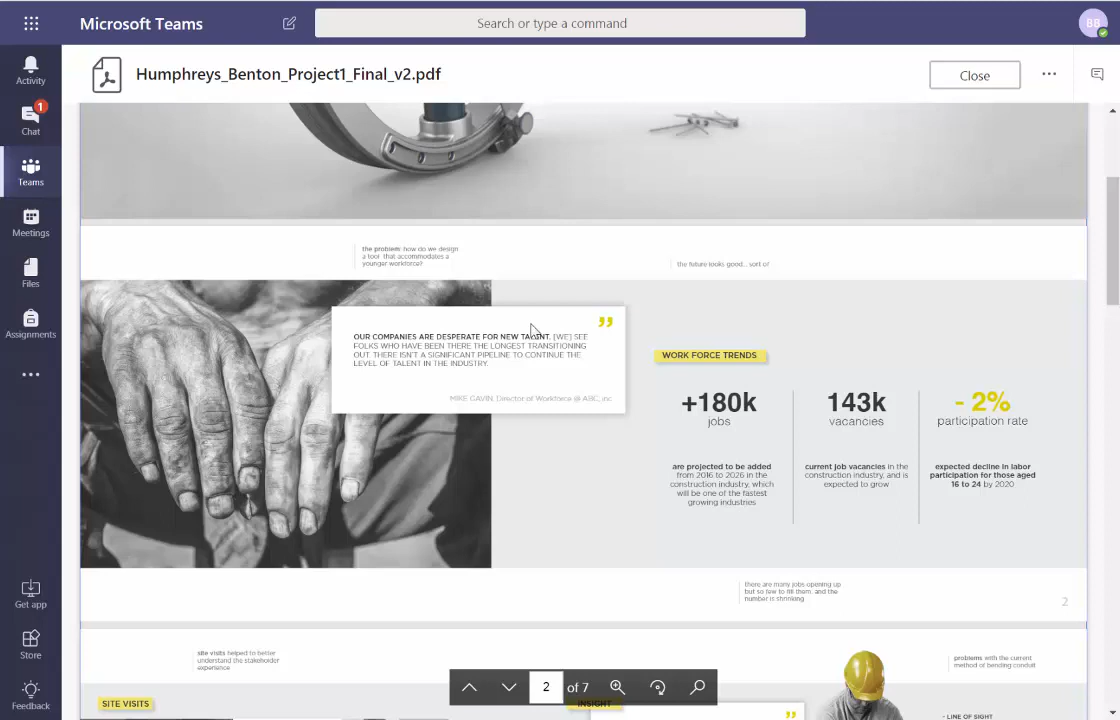 Microsoft Teams
Search or type a command
BB
Activity
1
Chat
Teams
Meetings
Files
Assignments
Get app
Store
Feedback
Humphreys_Benton_Project1_Final_v2.pdf
Close
the problem: how do we design
a tool that accommodates a
younger workforce?
the future looks good... sort of
”
OUR COMPANIES ARE DESPERATE FOR NEW TALENT. [WE] SEE
FOLKS WHO HAVE BEEN THERE THE LONGEST TRANSITIONING
OUT. THERE ISN'T A SIGNIFICANT PIPELINE TO CONTINUE THE
LEVEL OF TALENT IN THE INDUSTRY.
MIKE GAVIN, Director of Workforce @ ABC, inc
WORK FORCE TRENDS
+180k
jobs
are projected to be added
from 2016 to 2026 in the
construction industry, which
will be one of the fastest
growing industries
143k
vacancies
current job vacancies in the
construction industry, and is
expected to grow
- 2%
participation rate
expected decline in labor
participation for those aged
16 to 24 by 2020
there are many jobs opening up
but so few to fill them, and the
number is shrinking
2
site visits helped to better
understand the stakeholder
experience
problems with the current
method of bending conduit
SITE VISITS
INSIGHT
”
- LINE OF SIGHT
2 of 7